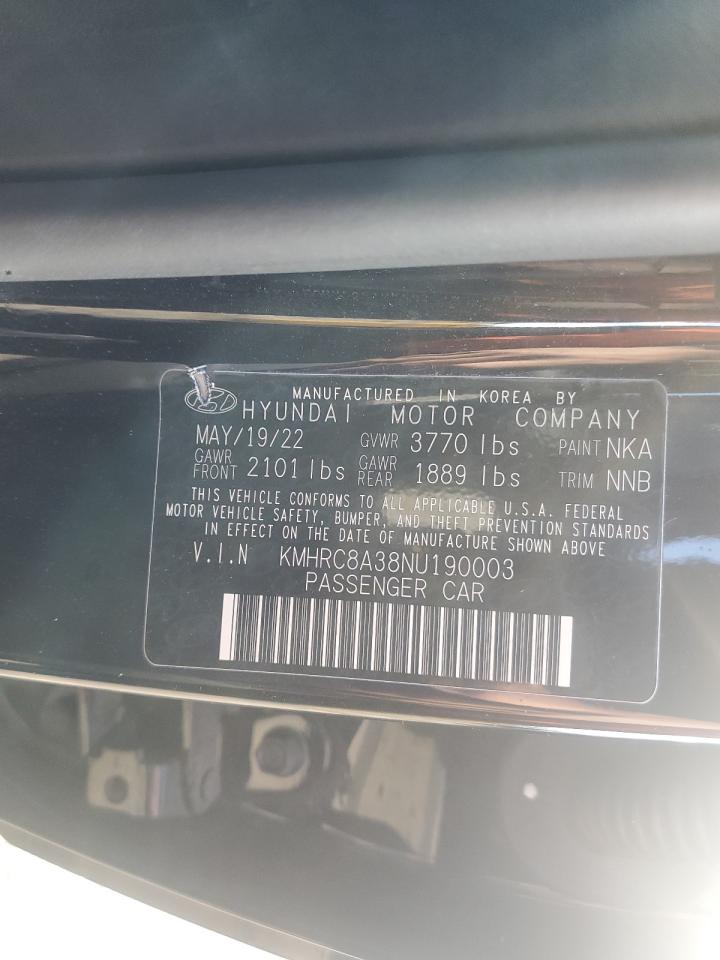 MANUFACTURED IN KOREA BY
HYUNDAI MOTOR COMPANY
MAY/19/22 GVWR 3770 lbs PAINT NKA
GAWR FRONT 2101 lbs GAWR REAR 1889 lbs TRIM NNB
THIS VEHICLE CONFORMS TO ALL APPLICABLE U.S.A. FEDERAL
MOTOR VEHICLE SAFETY, BUMPER, AND THEFT PREVENTION STANDARDS
IN EFFECT ON THE DATE OF MANUFACTURE SHOWN ABOVE
V.I.N KMHRC8A38NU190003
PASSENGER CAR